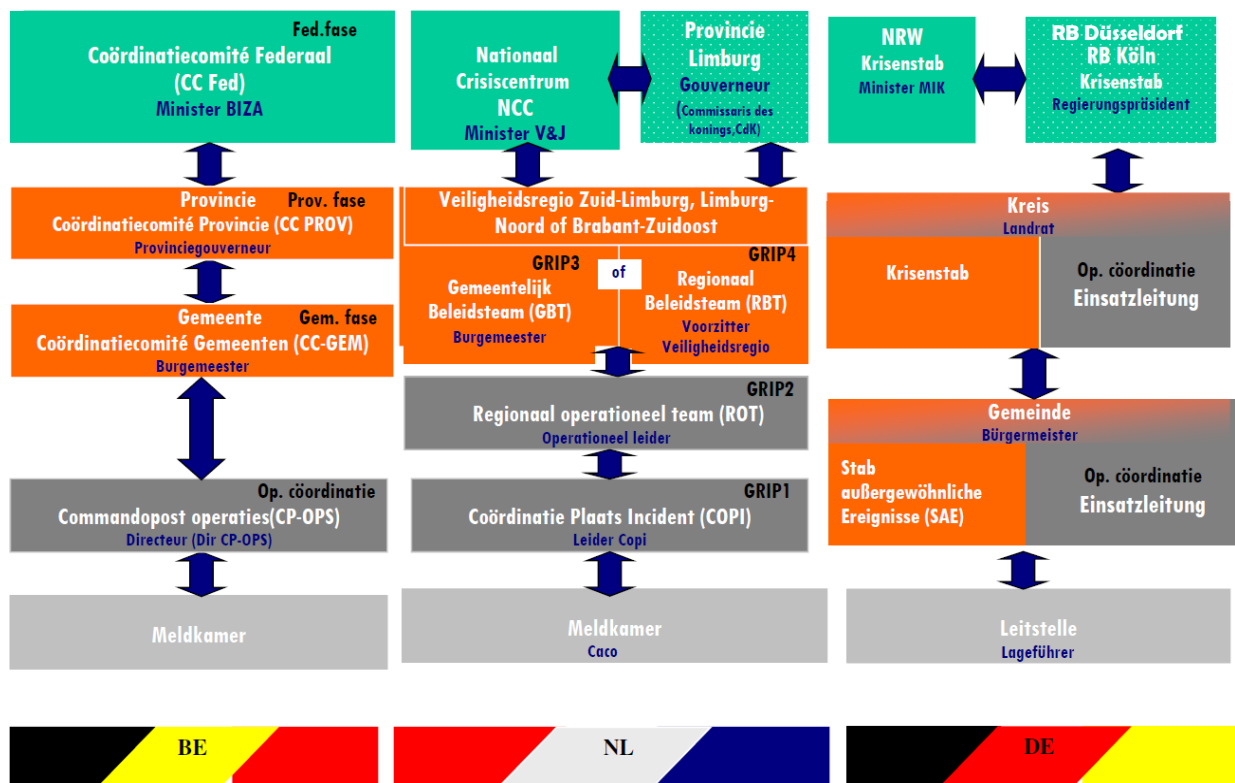 Fed.fase
Coördinatiecomité Federaal
(CC Fed)
Minister BIZA
Provincie
Prov. fase
Coördinatiecomité Provincie (CC PROV)
Provinciegouverneur
Gemeente
Gem. fase
Coördinatiecomité Gemeenten (CC-GEM)
Burgemeester
Op. cöordinatie
Commandopost operaties(CP-OPS)
Directeur (Dir CP-OPS)
Meldkamer
BE
Nationaal
Crisiscentrum
NCC
Minister V&J
Provincie
Limburg
Gouverneur
(Commissaris des
konings,CdK)
Veiligheidsregio Zuid-Limburg, Limburg-
Noord of Brabant-Zuidoost
GRIP3
Gemeentelijk
Beleidsteam (GBT)
Burgemeester
of
GRIP4
Regionaal
Beleidsteam (RBT)
Voorzitter
Veiligheidsregio
GRIP2
Regionaal operationeel team (ROT)
Operationeel leider
GRIP1
Coördinatie Plaats Incident (COPI)
Leider Copi
Meldkamer
Caco
NL
NRW
Krisenstab
Minister MIK
RB Düsseldorf
RB Köln
Krisenstab
Regierungspräsident
Kreis
Landrat
Krisenstab
Op. cöordinatie
Einsatzleitung
Gemeinde
Bürgermeister
Stab
außergewöhnliche
Ereignisse (SAE)
Op. cöordinatie
Einsatzleitung
Leitstelle
Lageführer
DE